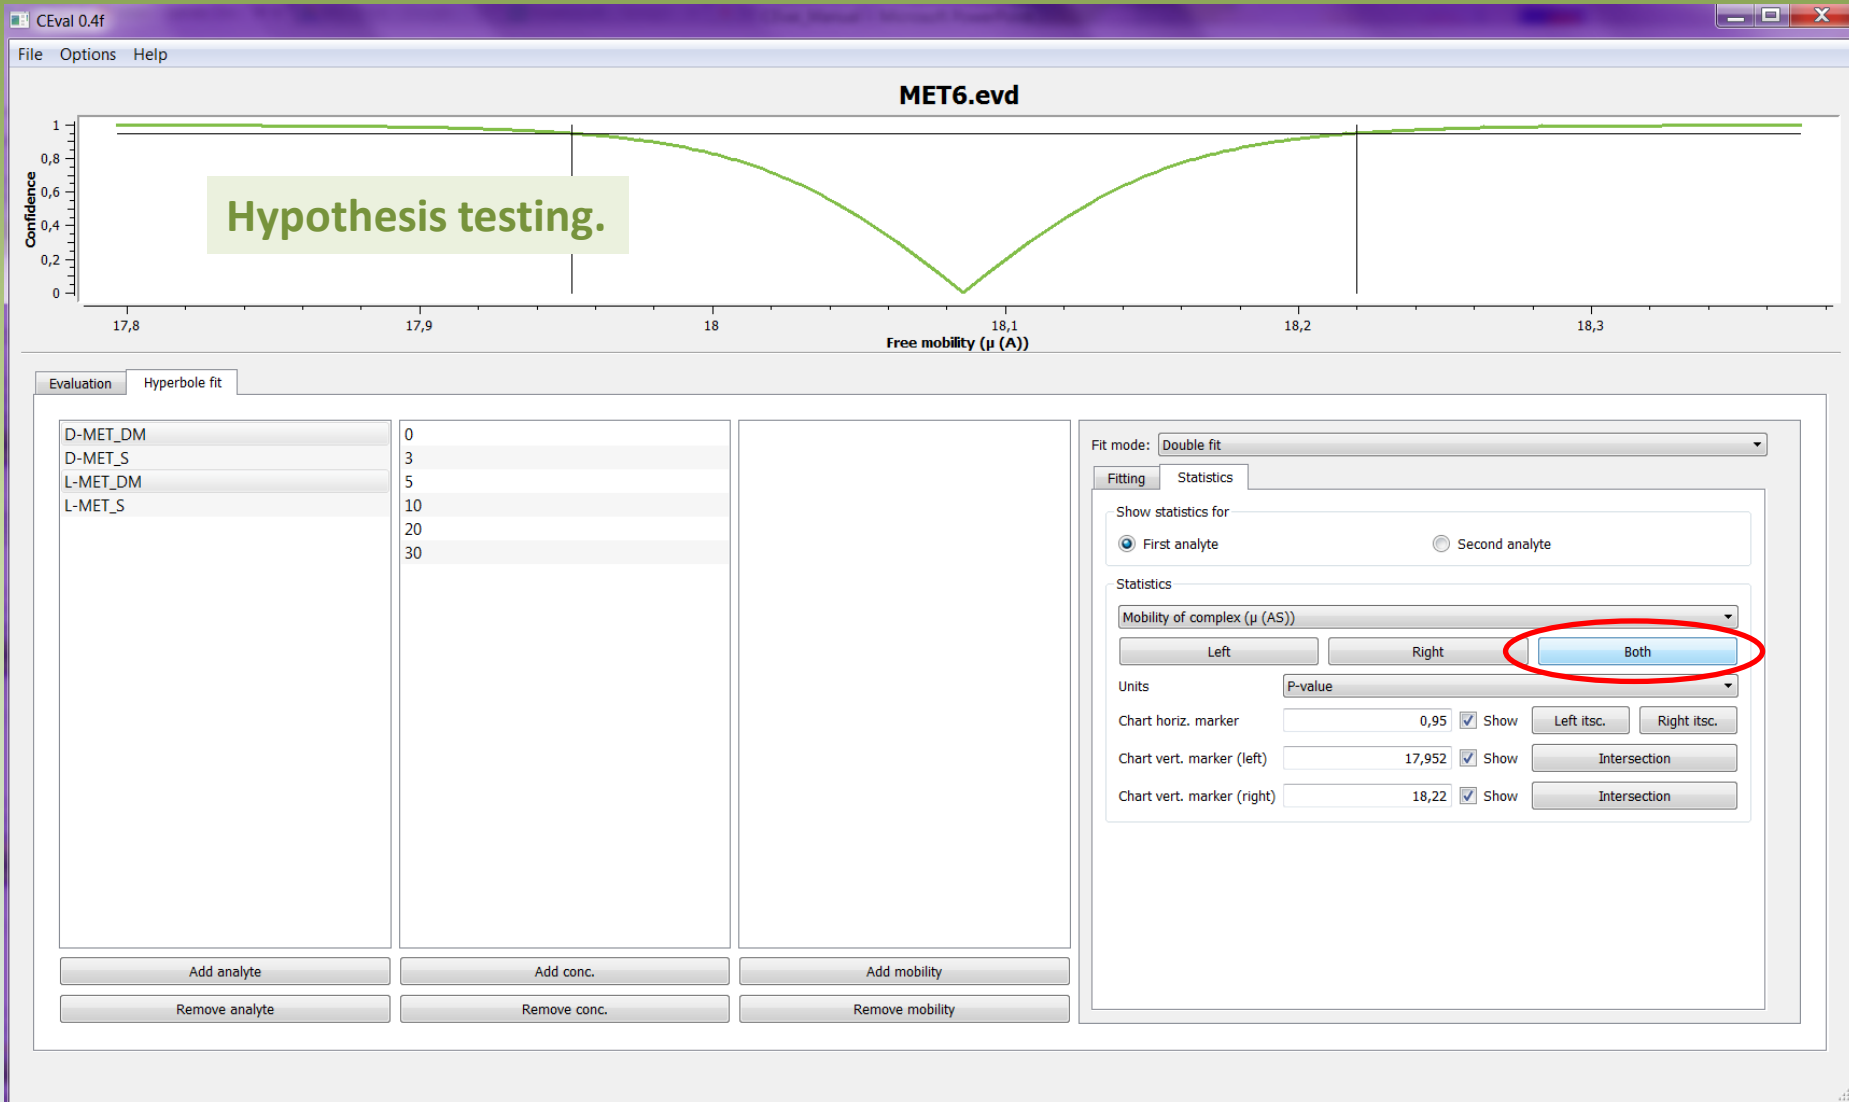 CEval 0.4f
File Options Help
MET6.evd
Confidence
1
0,8
0,6
0,4
0,2
0
Hypothesis testing.
17,8 17,9 18 18,1 18,2 18,3
Free mobility (μ (A))
Evaluation Hyperbole fit
D-MET_DM
D-MET_S
L-MET_DM
L-MET_S
0
3
5
10
20
30
Add analyte Add conc. Add mobility
Remove analyte Remove conc. Remove mobility
Fit mode: Double fit
Fitting Statistics
Show statistics for
First analyte Second analyte
Statistics
Mobility of complex (μ (AS))
Left Right Both
Units P-value
Chart horiz. marker 0,95 Show Left itsc. Right itsc.
Chart vert. marker (left) 17,952 Show Intersection
Chart vert. marker (right) 18,22 Show Intersection